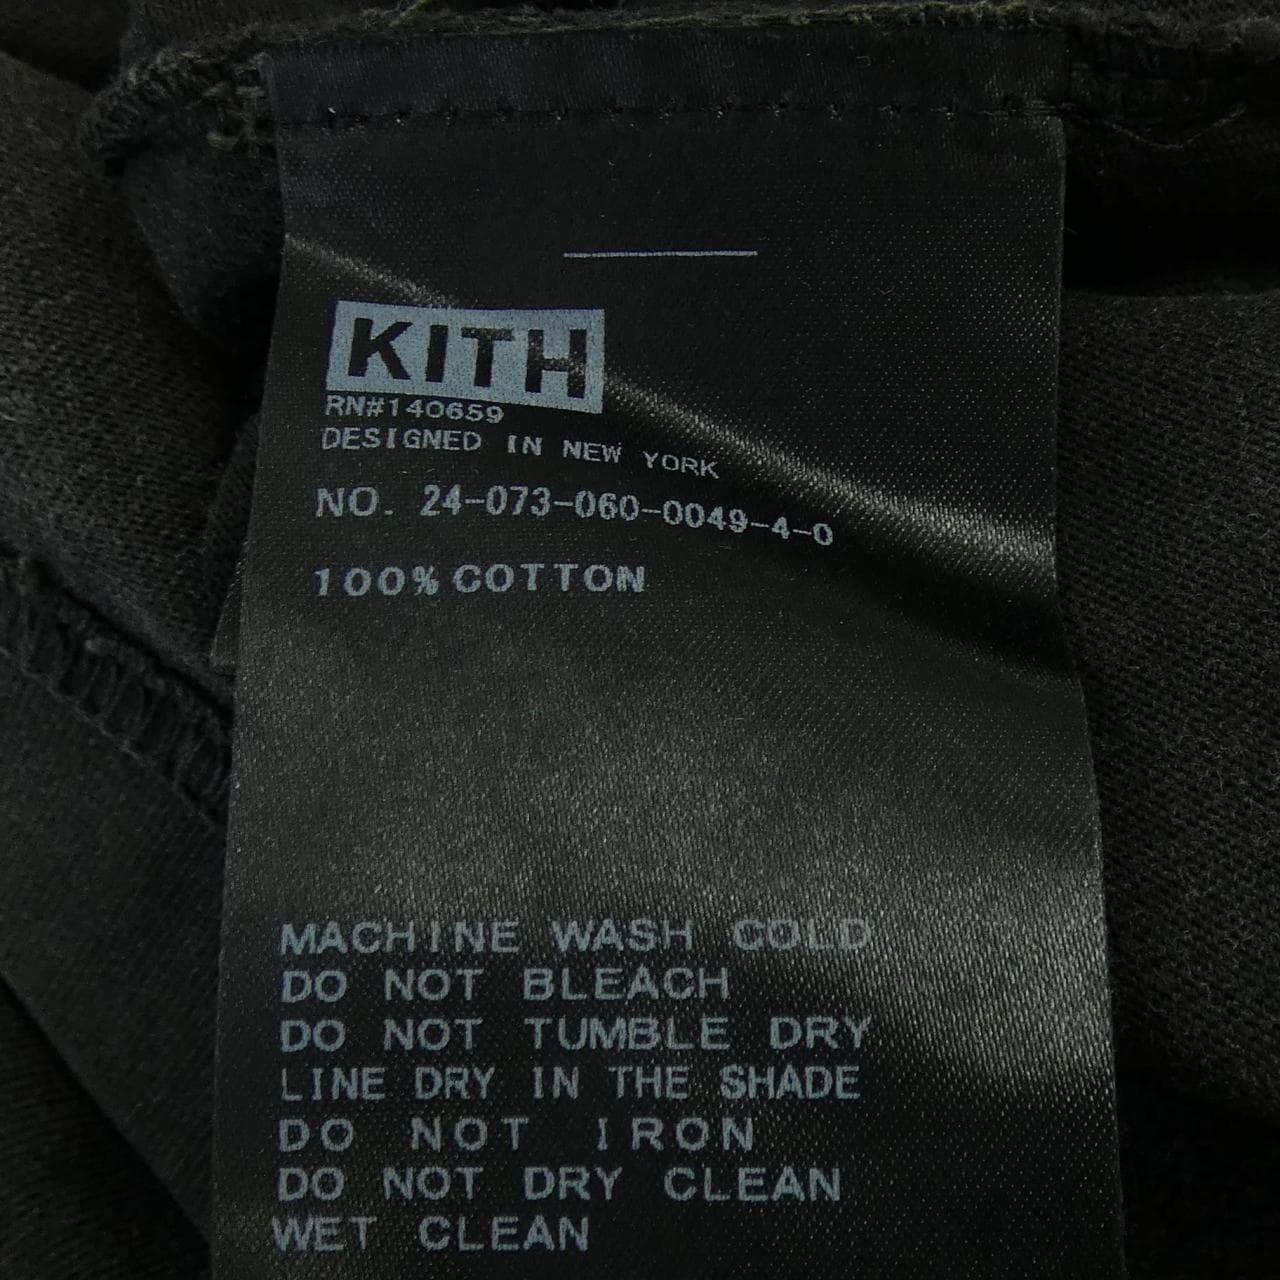 KITH
RN#140659
DESIGNED IN NEW YORK
NO. 24-073-060-0049-4-0
100% COTTON
MACHINE WASH COLD
DO NOT BLEACH
DO NOT TUMBLE DRY
LINE DRY IN THE SHADE
DO NOT IRON
DO NOT DRY CLEAN
WET CLEAN